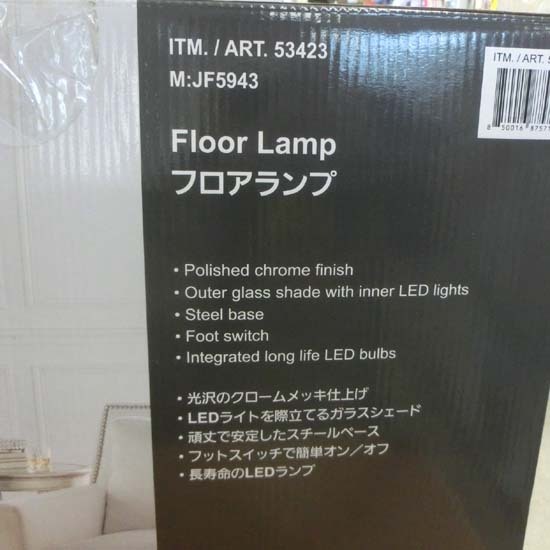 ITM. / ART. 53423
M:JF5943
ITM. / ART.
8 50016 8757
Floor Lamp
フロアランプ
• Polished chrome finish
• Outer glass shade with inner LED lights
• Steel base
• Foot switch
• Integrated long life LED bulbs
• 光沢のクロームメッキ仕上げ
• LEDライトを際立てるガラスシェード
• 頑丈で安定したスチールベース
• フットスイッチで簡単オン／オフ
• 長寿命のLEDランプ